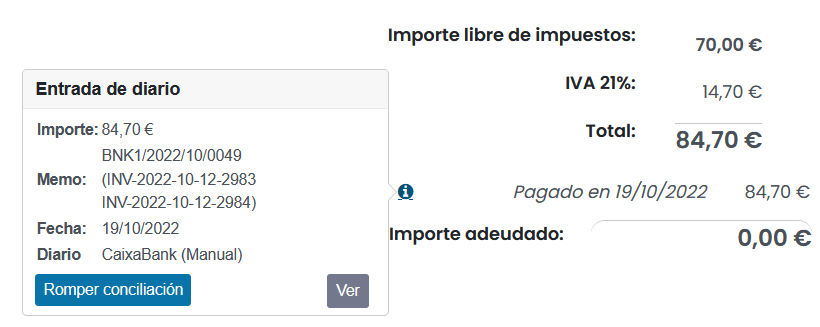 Importe libre de impuestos: 70,00 €
IVA 21%: 14,70 €
Total: 84,70 €
Pagado en 19/10/2022 84,70 €
Importe adeudado: 0,00 €
Entrada de diario
Importe: 84,70 €
BNK1/2022/10/0049
Memo: (INV-2022-10-12-2983
INV-2022-10-12-2984)
Fecha: 19/10/2022
Diario CaixaBank (Manual)
Romper conciliación Ver